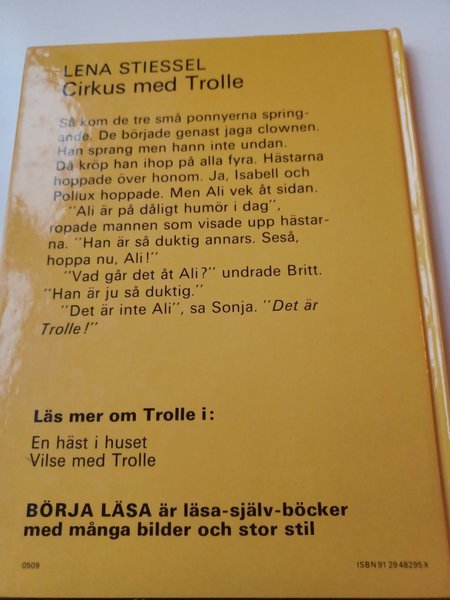 LENA STIESSEL
Cirkus med Trolle
Så kom de tre små ponnyerna spring-
ande. De började genast jaga clownen.
Han sprang men hann inte undan.
Då kröp han ihop på alla fyra. Hästarna
hoppade över honom. Ja, Isabell och
Pollux hoppade. Men Ali vek åt sidan.
"Ali är på dåligt humör i dag",
ropade mannen som visade upp hästar-
na. "Han är så duktig annars. Seså,
hoppa nu, Ali!"
"Vad går det åt Ali?" undrade Britt.
"Han är ju så duktig."
"Det är inte Ali", sa Sonja. "Det är
Trolle!"
Läs mer om Trolle i:
En häst i huset
Vilse med Trolle
BÖRJA LÄSA är läsa-själv-böcker
med många bilder och stor stil
0509
ISBN 91 29 48295 X